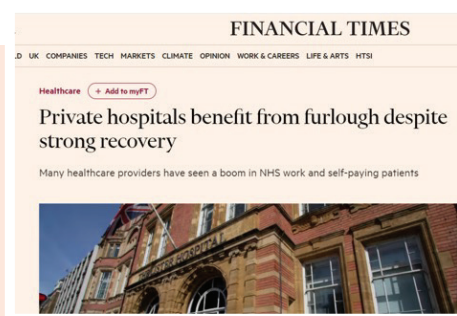 FINANCIAL TIMES
UK COMPANIES TECH MARKETS CLIMATE OPINION WORK & CAREERS LIFE & ARTS HTSI
Healthcare + Add to myFT
Private hospitals benefit from furlough despite
strong recovery
Many healthcare providers have seen a boom in NHS work and self-paying patients
HOSPITAL